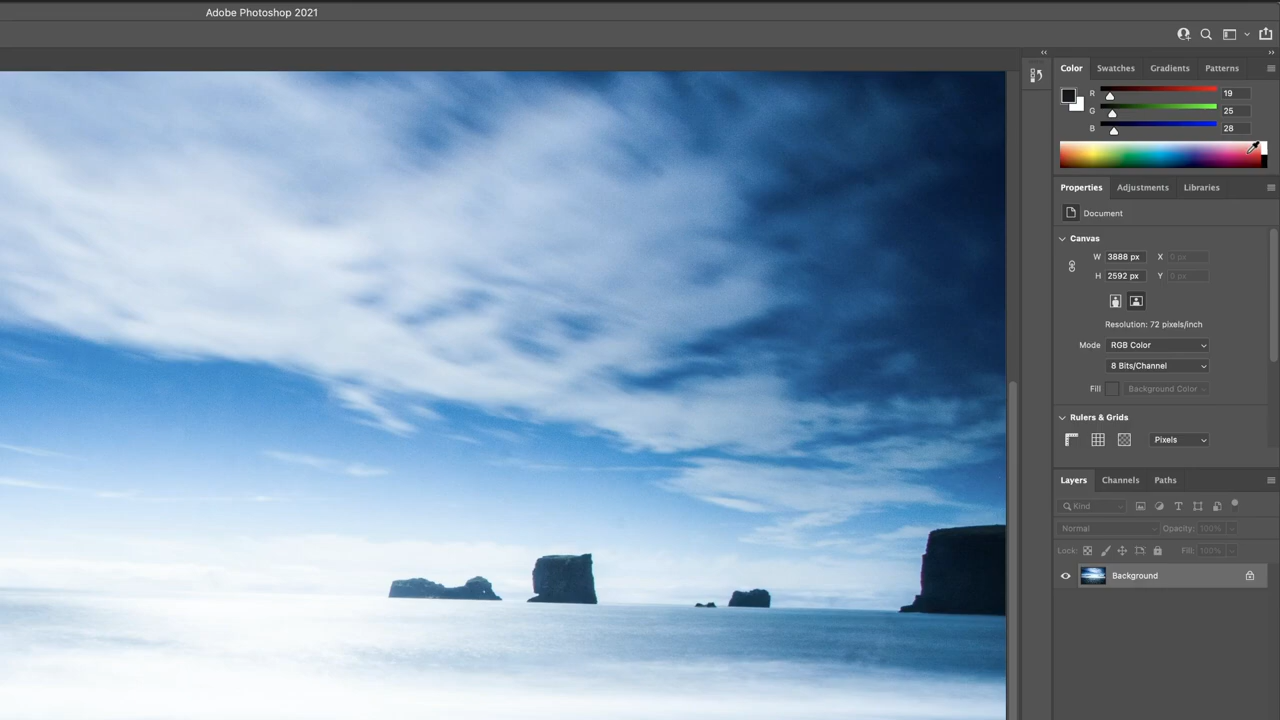 Adobe Photoshop 2021
Color Swatches Gradients Patterns
R 19
G 25
B 28
Properties Adjustments Libraries
Document
Canvas
W 3888 px X 0 px
H 2592 px Y 0 px
Resolution: 72 pixels/inch
Mode RGB Color
8 Bits/Channel
Fill Background Color
Rulers & Grids
Pixels
Layers Channels Paths
Kind
Normal Opacity: 100%
Lock: Fill: 100%
Background